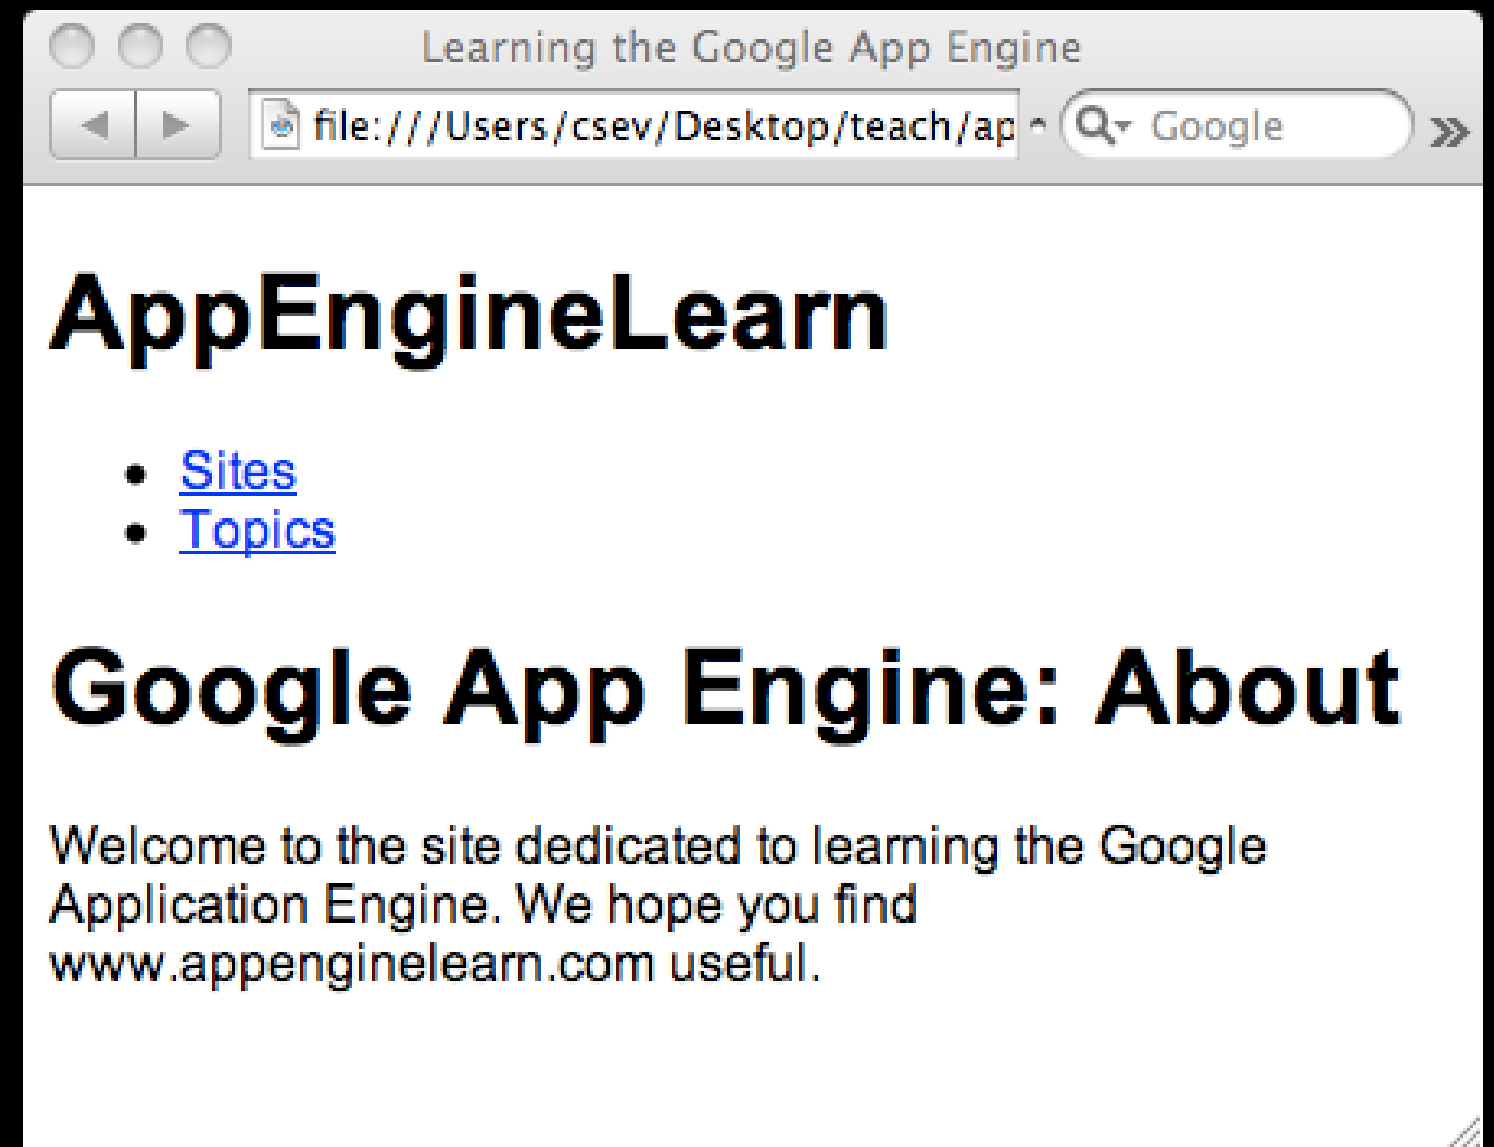 Learning the Google App Engine
file:///Users/csev/Desktop/teach/ap
Google
AppEngineLearn
Sites
Topics
Google App Engine: About
Welcome to the site dedicated to learning the Google
Application Engine. We hope you find
www.appenginelearn.com useful.